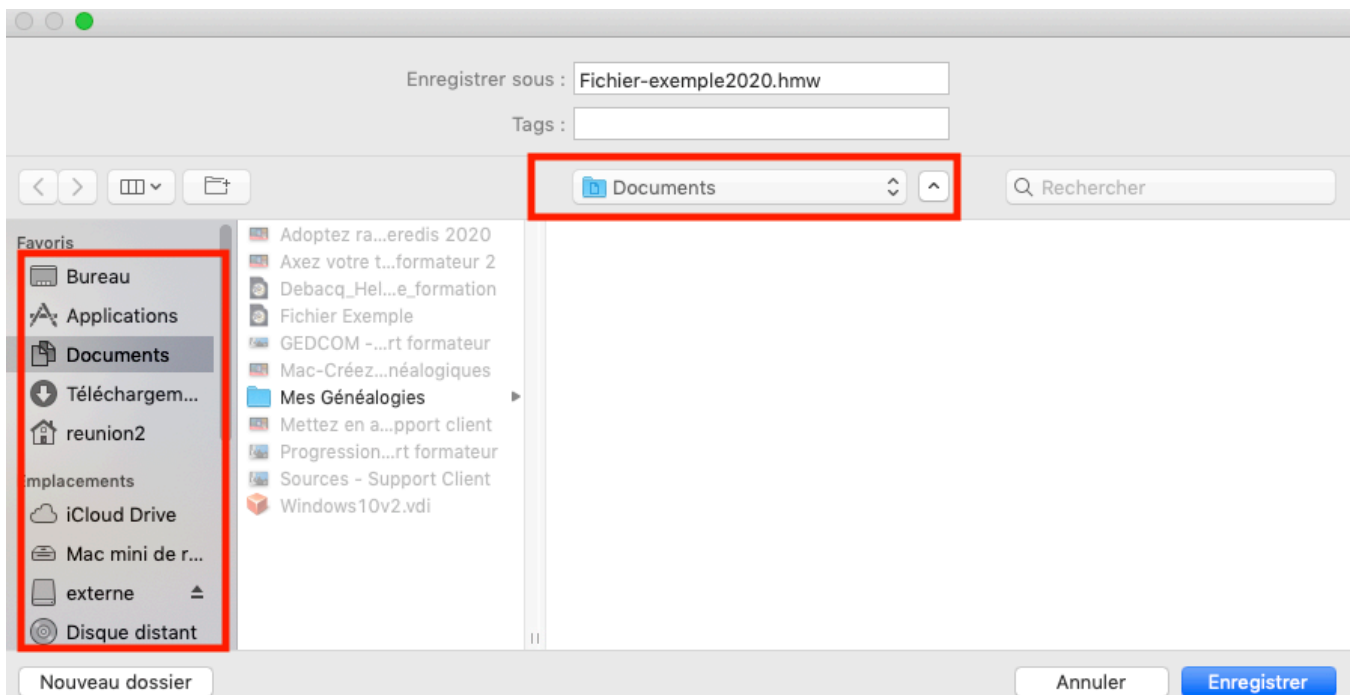 Enregistrer sous : Fichier-exemple2020.hmw
Tags :
Documents
Rechercher
Favoris
Bureau
Applications
Documents
Téléchargem...
reunion2
Emplacements
iCloud Drive
Mac mini de r...
externe
Disque distant
Adoptez ra...eredis 2020
Axez votre t...formateur 2
Debacq_Hel...e_formation
Fichier Exemple
GEDCOM -...rt formateur
Mac-Créez...néalogiques
Mes Généalogies
Mettez en a...pport client
Progression...rt formateur
Sources - Support Client
Windows10v2.vdi
Nouveau dossier
Annuler
Enregistrer